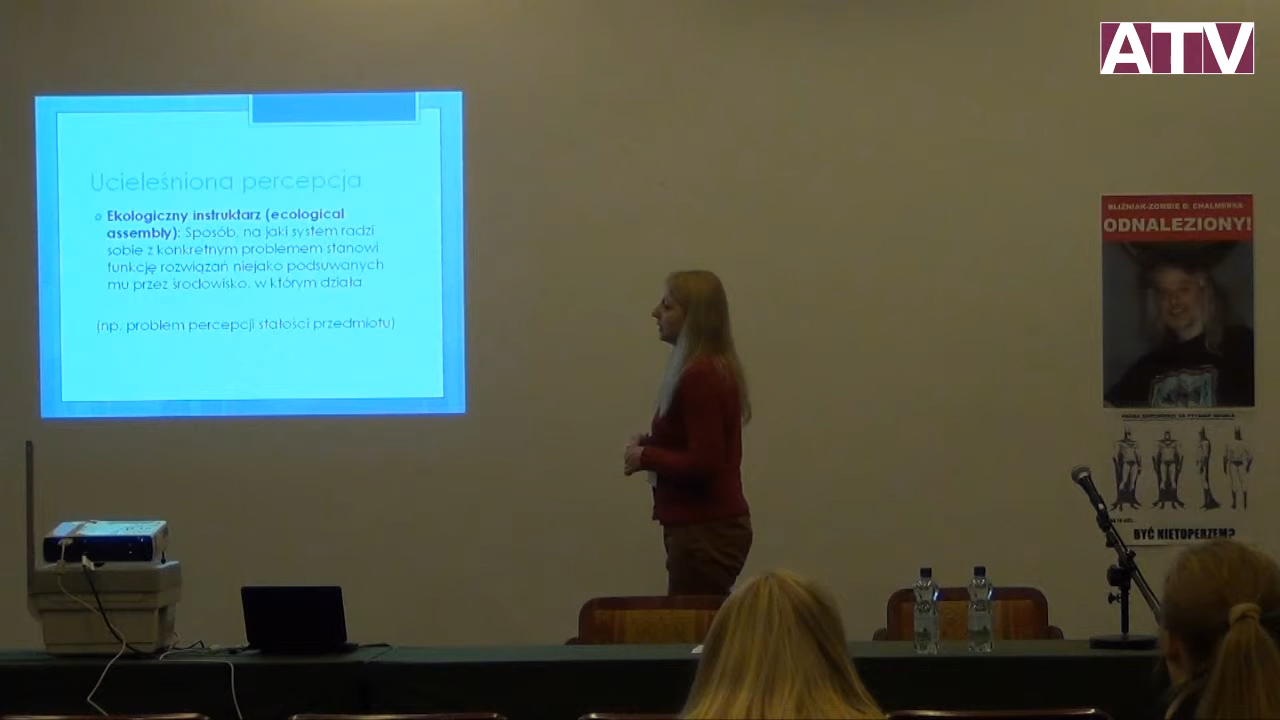 ATV
Ucieleśniona percepcja
Ekologiczny instruktarz (ecological
assembly): Sposób, na jaki system radzi
sobie z konkretnym problemem stanowi
funkcję rozwiązań niejako podsuwanych
mu przez środowisko, w którym działa
(np. problem percepcji stałości przedmiotu)
BLIŹNIAK-ZOMBIE D. CHALMERSA
ODNALEZIONY!
BYĆ NIETOPERZEM?